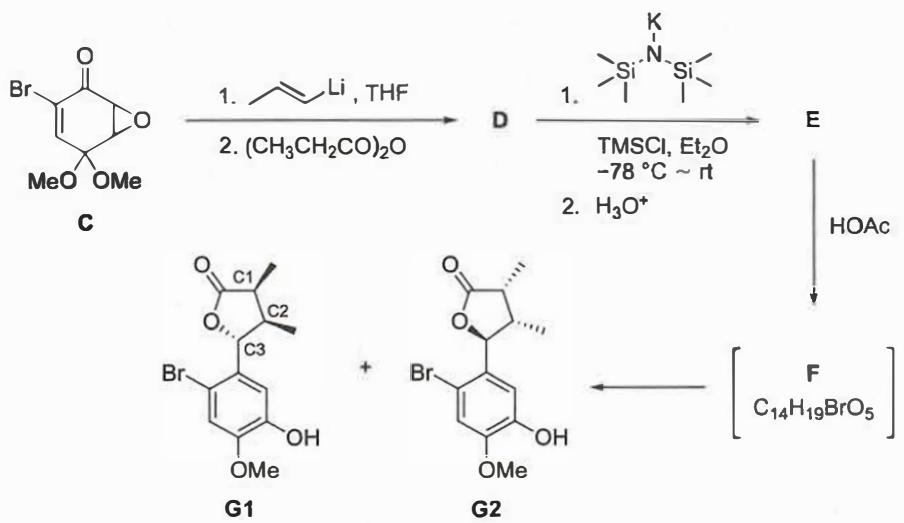 O
Br
O
MeO OMe
C
1. Li, THF
2. (CH₃CH₂CO)₂O
D
K
N
Si Si
1.
TMSCl, Et₂O
−78 °C ~ rt
2. H₃O⁺
E
HOAc
F
C₁₄H₁₉BrO₅
O
C1
C2
O
C3
Br
OH
OMe
G1
+
O
O
Br
OH
OMe
G2